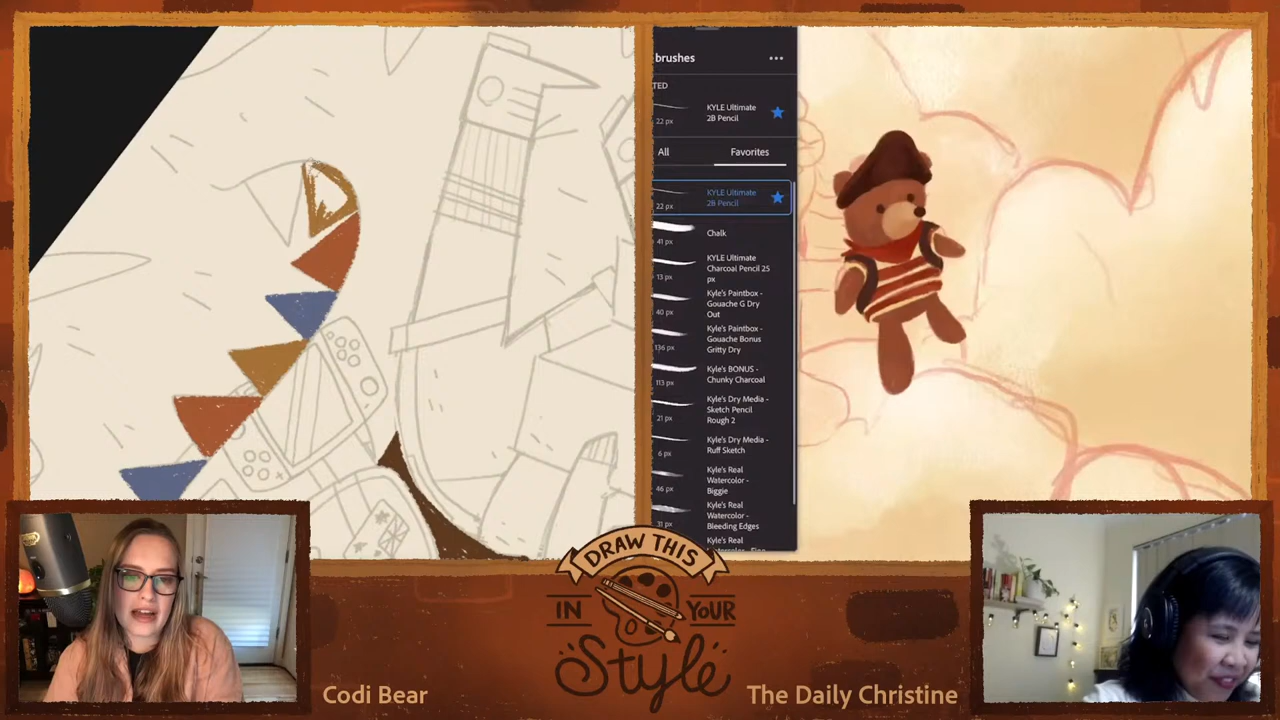 brushes
TED
22 px
KYLE Ultimate
2B Pencil
All
Favorites
22 px
KYLE Ultimate
2B Pencil
41 px
Chalk
KYLE Ultimate
Charcoal Pencil 25
px
13 px
Kyle's Paintbox -
Gouache G Dry
Out
40 px
Kyle's Paintbox -
Gouache Bonus
Gritty Dry
136 px
Kyle's BONUS -
Chunky Charcoal
113 px
Kyle's Dry Media -
Sketch Pencil
Rough 2
21 px
Kyle's Dry Media -
Ruff Sketch
6 px
Kyle's Real
Watercolor -
Biggie
46 px
Kyle's Real
Watercolor -
Bleeding Edges
31 px
Kyle's Real
DRAW THIS
IN YOUR
Style
Codi Bear
The Daily Christine